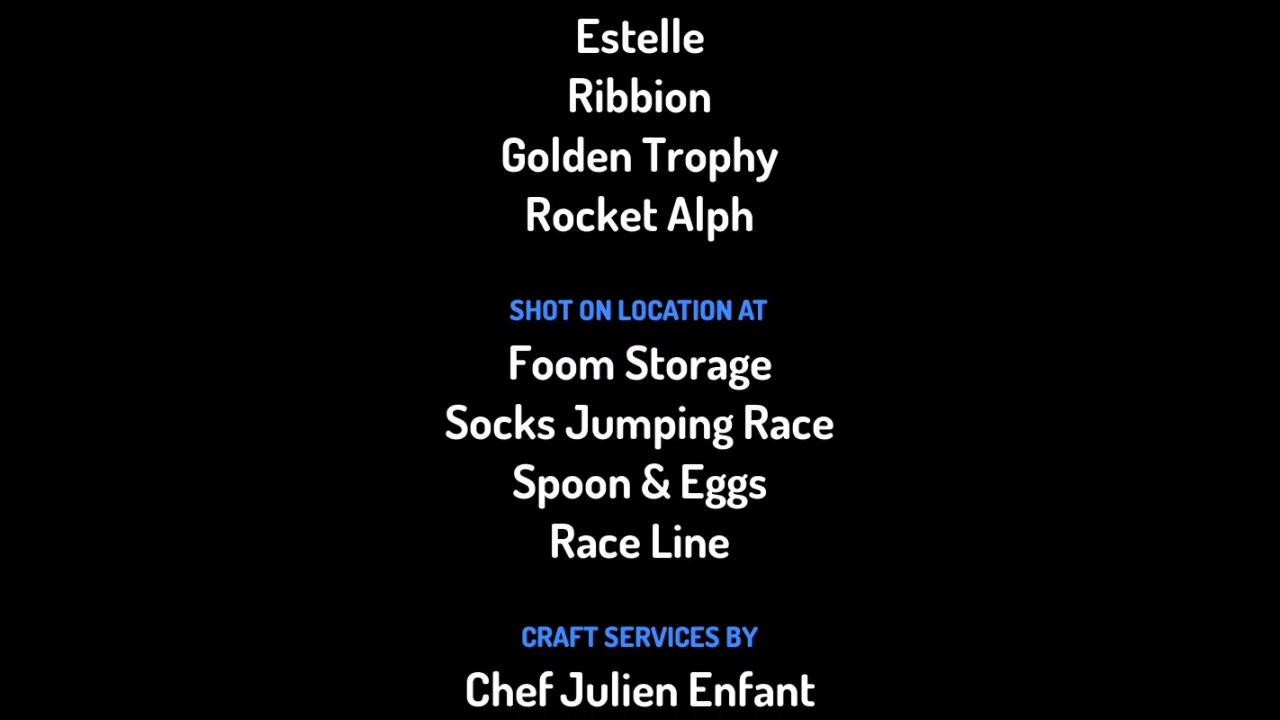 Estelle
Ribbion
Golden Trophy
Rocket Alph
SHOT ON LOCATION AT
Foom Storage
Socks Jumping Race
Spoon & Eggs
Race Line
CRAFT SERVICES BY
Chef Julien Enfant